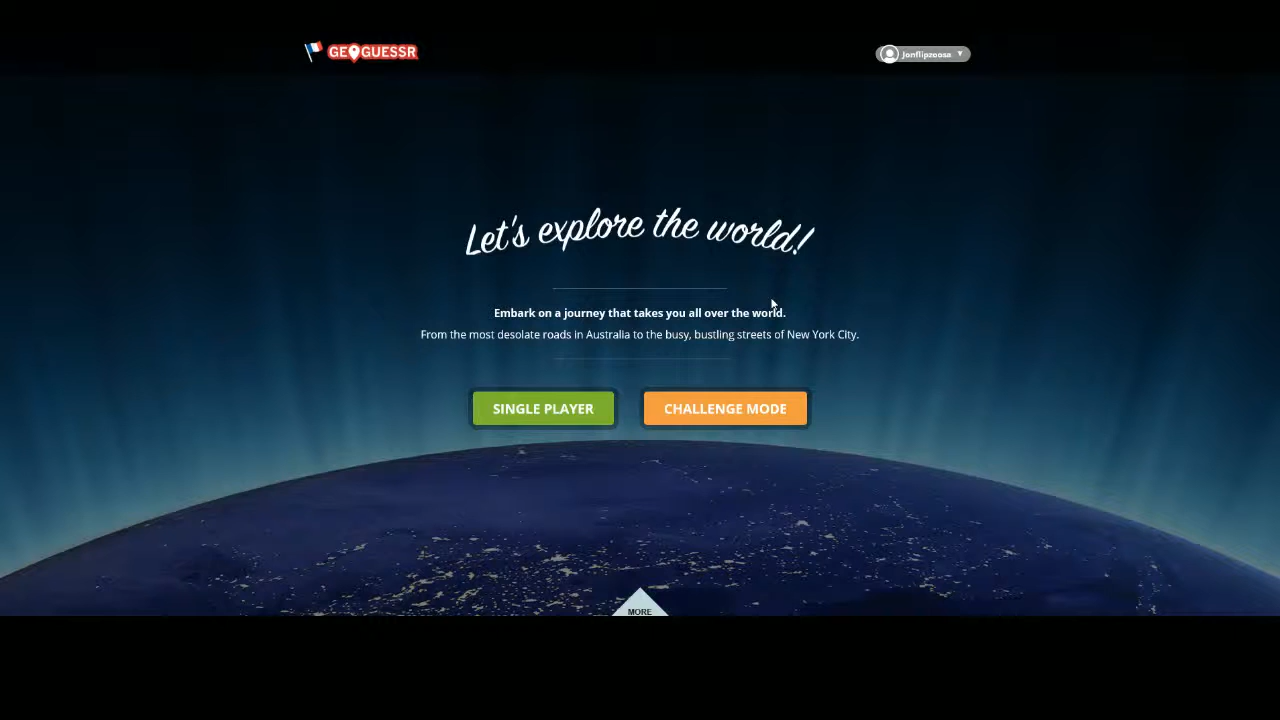 GEOGUESSR
Jonflipzoosa
Let's explore the world!
Embark on a journey that takes you all over the world.
From the most desolate roads in Australia to the busy, bustling streets of New York City.
SINGLE PLAYER
CHALLENGE MODE
MORE